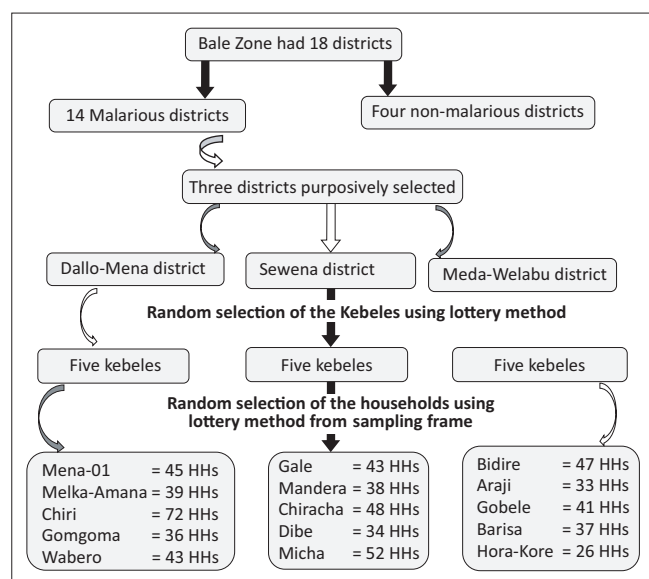 Bale Zone had 18 districts
14 Malarious districts
Four non-malarious districts
Three districts purposively selected
Dallo-Mena district
Sewena district
Meda-Welabu district
Random selection of the Kebeles using lottery method
Five kebeles
Five kebeles
Five kebeles
Random selection of the households using
lottery method from sampling frame
Mena-01 = 45 HHs
Melka-Amana = 39 HHs
Chiri = 72 HHs
Gomgoma = 36 HHs
Wabero = 43 HHs
Gale = 43 HHs
Mandera = 38 HHs
Chiracha = 48 HHs
Dibe = 34 HHs
Micha = 52 HHs
Bidire = 47 HHs
Araji = 33 HHs
Gobele = 41 HHs
Barisa = 37 HHs
Hora-Kore = 26 HHs